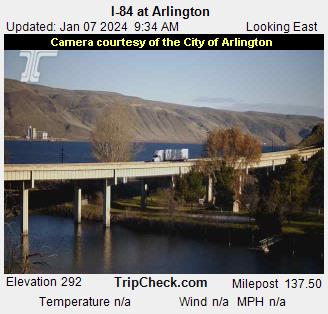 I-84 at Arlington
Updated: Jan 07 2024 9:34 AM Looking East
Camera courtesy of the City of Arlington
Elevation 292 TripCheck.com Milepost 137.50
Temperature n/a Wind n/a MPH n/a